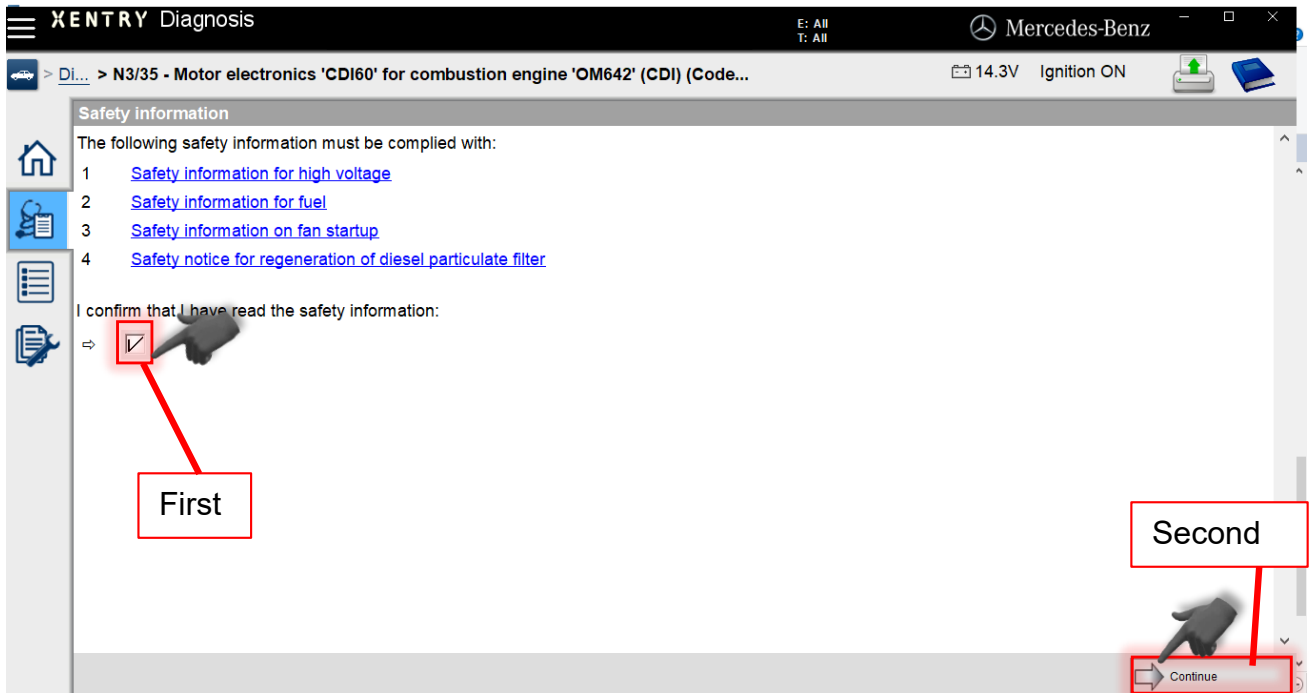 XENTRY Diagnosis
E: All
T: All
Mercedes-Benz
> Di... > N3/35 - Motor electronics 'CDI60' for combustion engine 'OM642' (CDI) (Code...
14.3V Ignition ON
Safety information
The following safety information must be complied with:
1 Safety information for high voltage
2 Safety information for fuel
3 Safety information on fan startup
4 Safety notice for regeneration of diesel particulate filter
I confirm that I have read the safety information:
First
Second
Continue